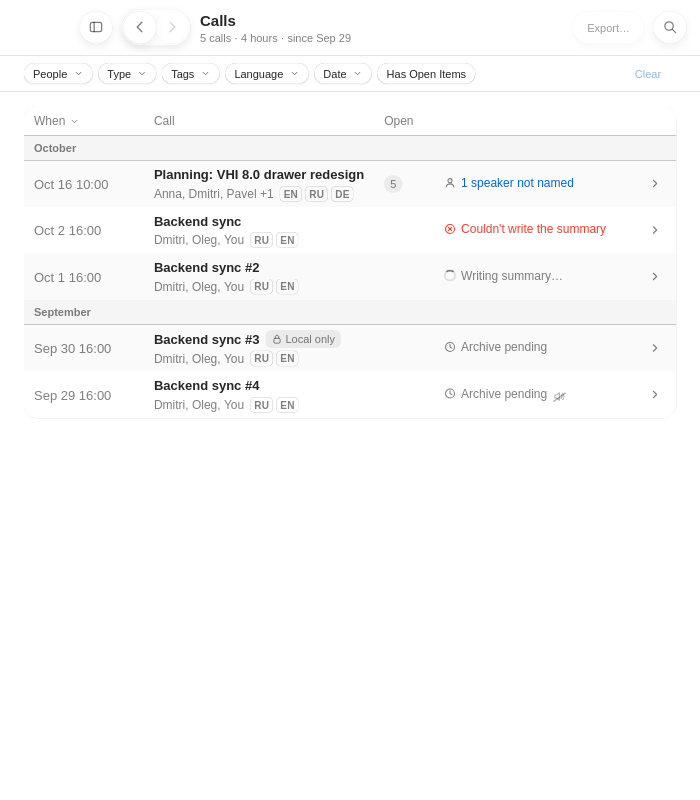 Calls
5 calls · 4 hours · since Sep 29
Export…
People
Type
Tags
Language
Date
Has Open Items
Clear
When
Call
Open
October
Oct 16 10:00
Planning: VHI 8.0 drawer redesign
Anna, Dmitri, Pavel +1 EN RU DE
5
1 speaker not named
Oct 2 16:00
Backend sync
Dmitri, Oleg, You RU EN
Couldn't write the summary
Oct 1 16:00
Backend sync #2
Dmitri, Oleg, You RU EN
Writing summary…
September
Sep 30 16:00
Backend sync #3 Local only
Dmitri, Oleg, You RU EN
Archive pending
Sep 29 16:00
Backend sync #4
Dmitri, Oleg, You RU EN
Archive pending